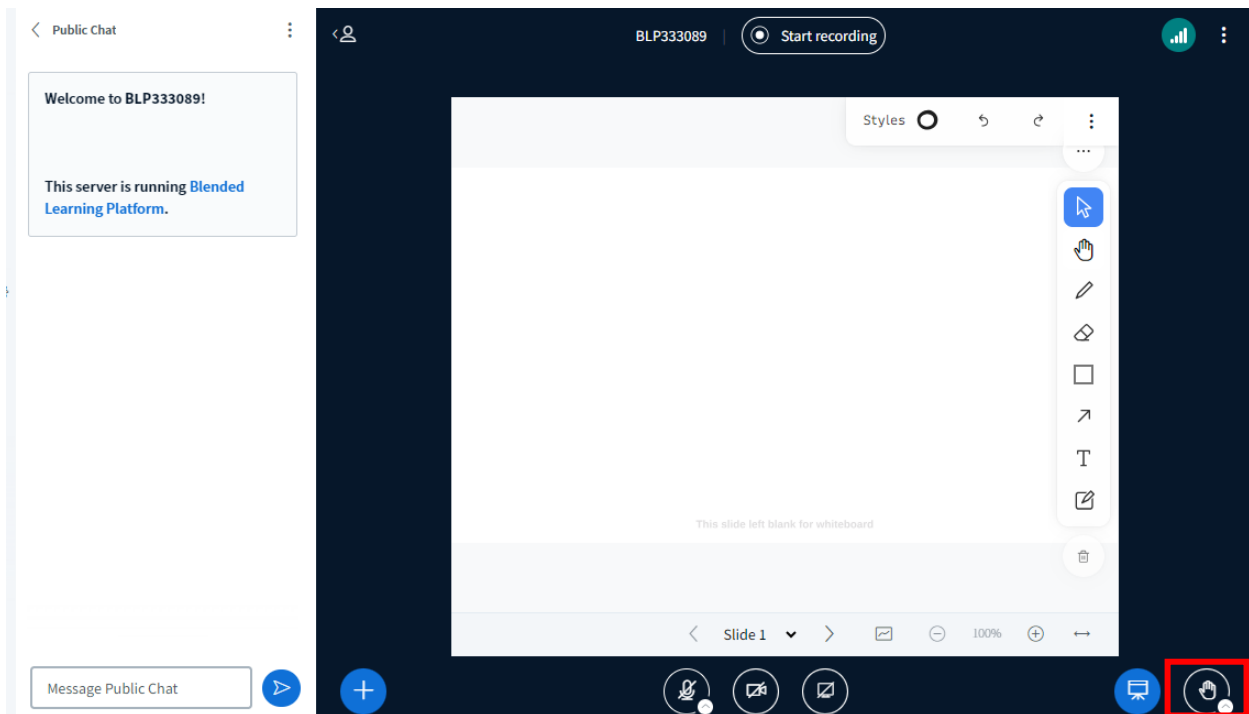 Public Chat
Welcome to BLP333089!
This server is running Blended
Learning Platform.
Message Public Chat
BLP333089
Start recording
Styles
T
This slide left blank for whiteboard
Slide 1
100%